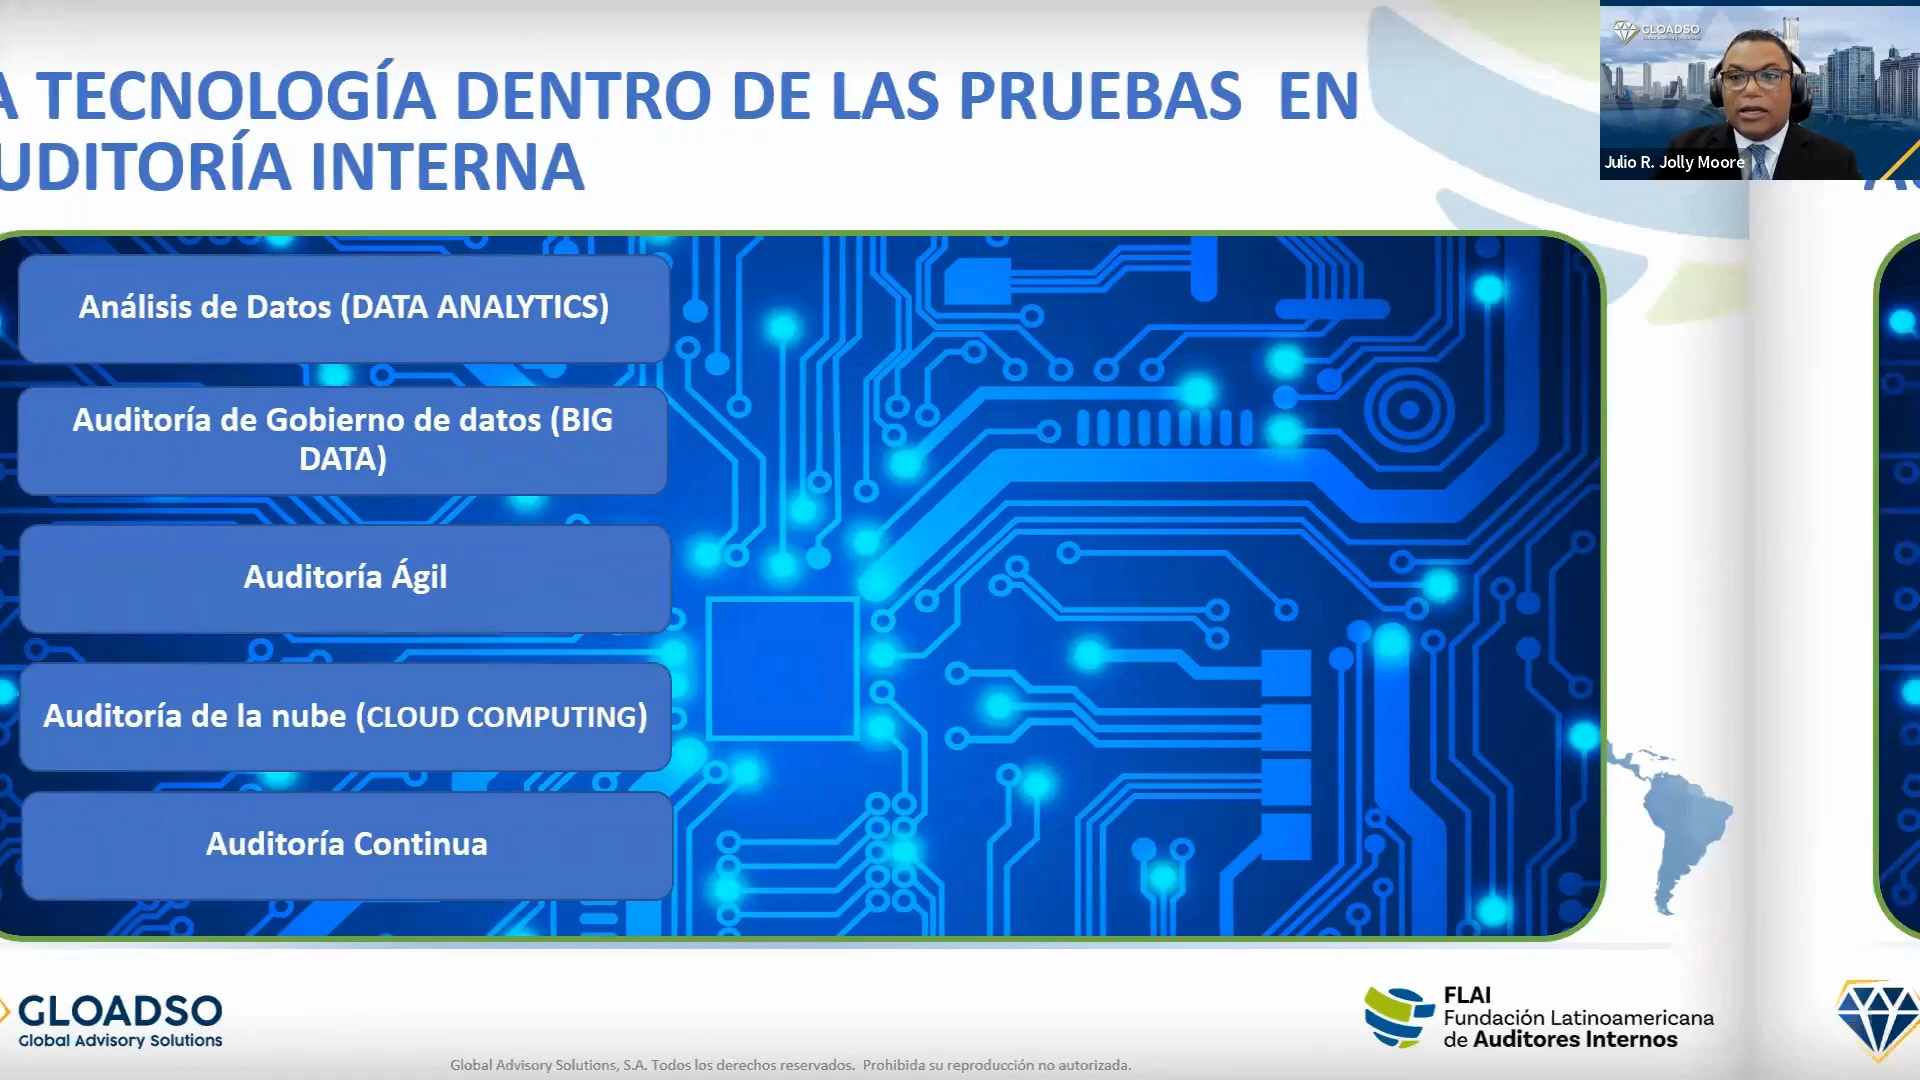 A TECNOLOGÍA DENTRO DE LAS PRUEBAS EN
UDITORÍA INTERNA
GLOADSO
Julio R. Jolly Moore
Análisis de Datos (DATA ANALYTICS)
Auditoría de Gobierno de datos (BIG
DATA)
Auditoría Ágil
Auditoría de la nube (CLOUD COMPUTING)
Auditoría Continua
GLOADSO
Global Advisory Solutions
FLAI
Fundación Latinoamericana
de Auditores Internos
Global Advisory Solutions, S.A. Todos los derechos reservados. Prohibida su reproducción no autorizada.